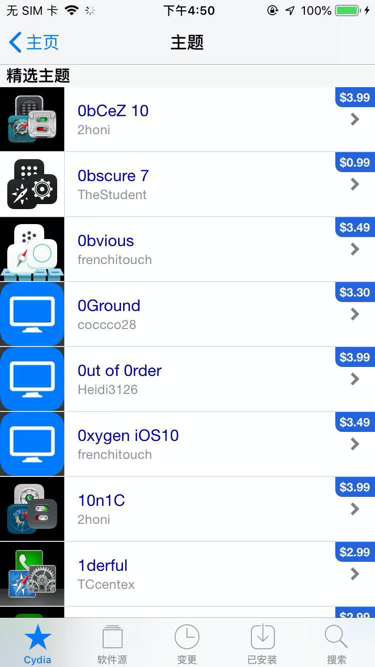 无 SIM 卡 下午4:50 100%
主页 主题
精选主题
$3.99
0bCeZ 10
2honi
$0.99
0bscure 7
TheStudent
$3.49
0bvious
frenchitouch
$3.30
0Ground
coccco28
$3.99
0ut of 0rder
Heidi3126
$3.49
0xygen iOS10
frenchitouch
$3.99
10n1C
2honi
$2.99
1derful
TCcentex
$2.99
Cydia 软件源 变更 已安装 搜索